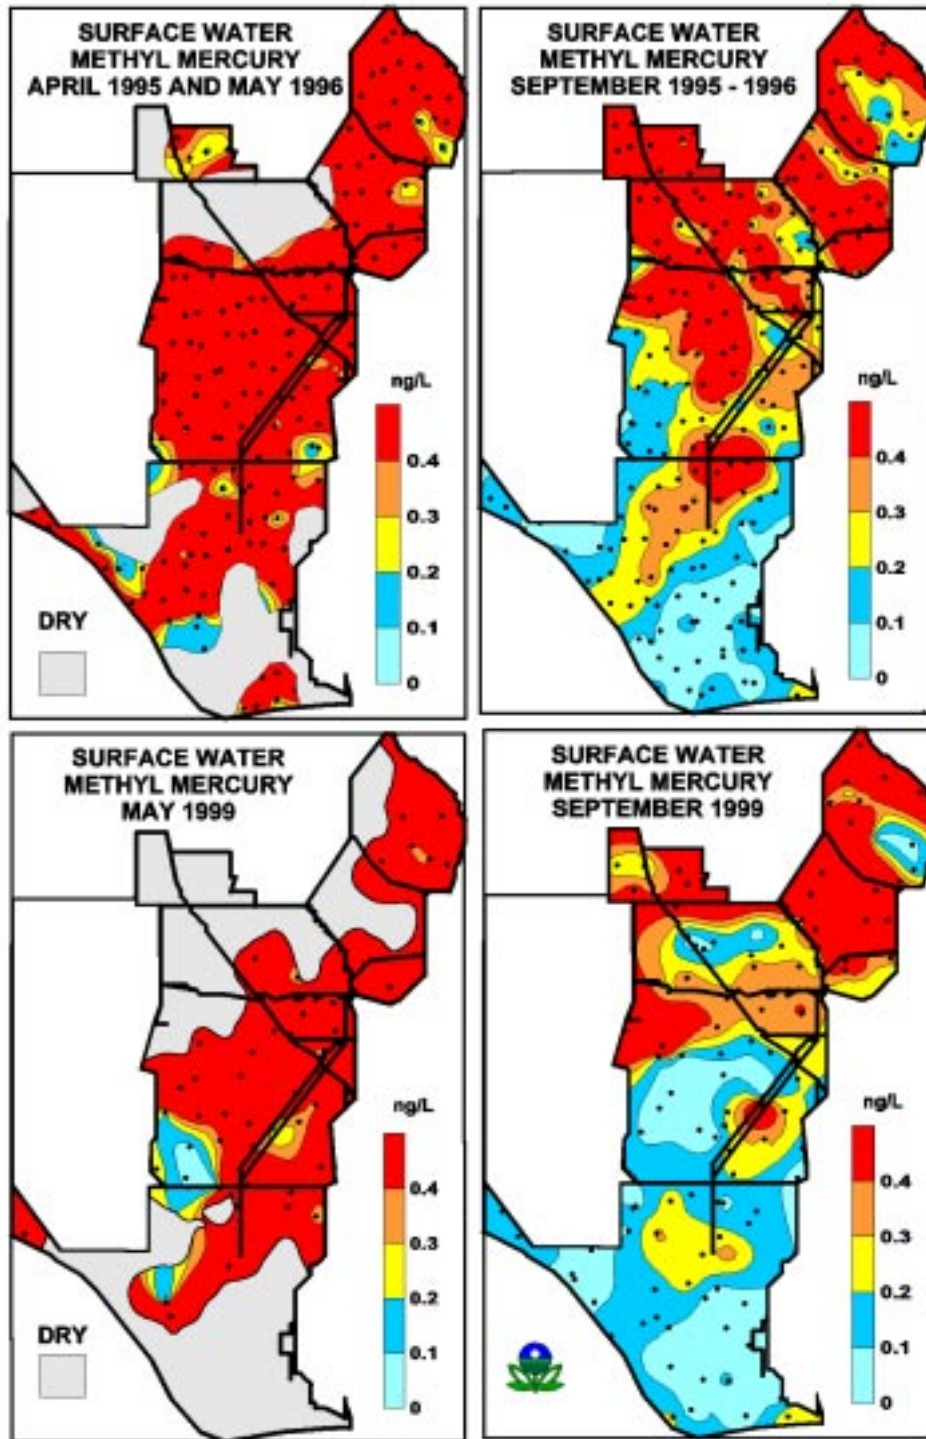 SURFACE WATER
METHYL MERCURY
APRIL 1995 AND MAY 1996
ng/L
0.4
0.3
0.2
0.1
0
DRY
SURFACE WATER
METHYL MERCURY
SEPTEMBER 1995 - 1996
ng/L
0.4
0.3
0.2
0.1
0
SURFACE WATER
METHYL MERCURY
MAY 1999
ng/L
0.4
0.3
0.2
0.1
0
DRY
SURFACE WATER
METHYL MERCURY
SEPTEMBER 1999
ng/L
0.4
0.3
0.2
0.1
0